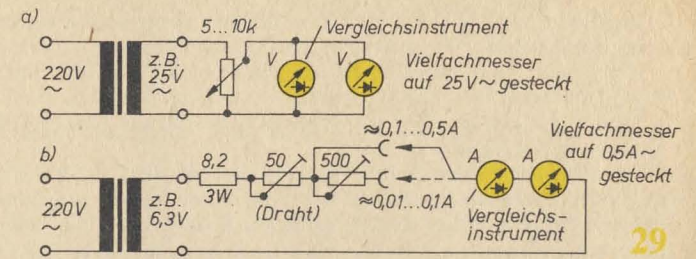 a)
5...10k
Vergleichsinstrument
220V
~
z.B.
25V
~
V
V
Vielfachmesser
auf 25V~ gesteckt
b)
≈0,1...0,5A
Vielfachmesser
auf 0,5A~
gesteckt
220V
~
z.B.
6,3V
8,2
3W
50
(Draht)
500
≈0,01...0,1A
A
A
Vergleichs-
instrument
29